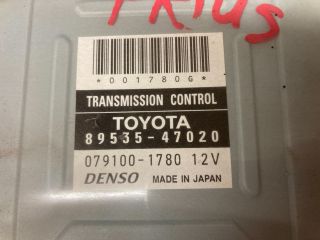 PRIUS
*001780G*
TRANSMISSION CONTROL
TOYOTA
89535-47020
079100-1780 12V
DENSO MADE IN JAPAN